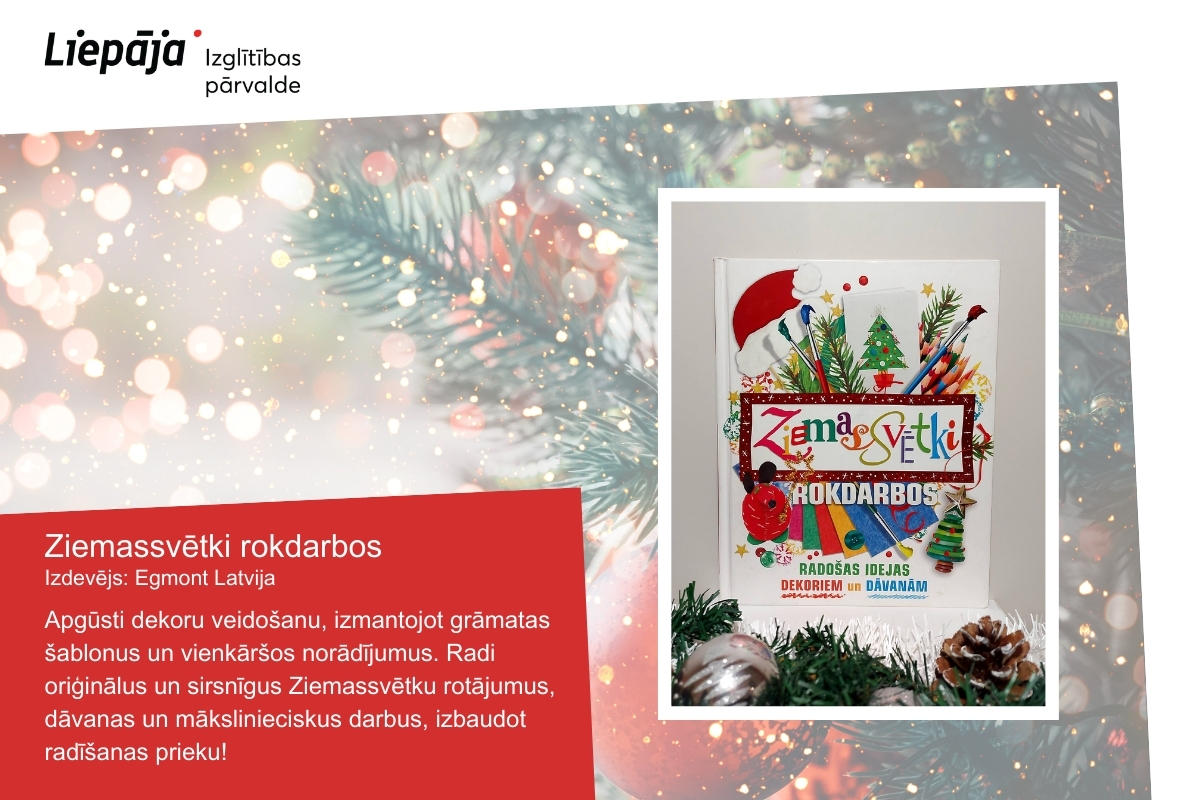 Liepāja
Izglītības
pārvalde
Ziemassvētki
ROKDARBOS
RADOŠAS IDEJAS
DEKORIEM un DĀVANĀM
Ziemassvētki rokdarbos
Izdevējs: Egmont Latvija
Apgūsti dekoru veidošanu, izmantojot grāmatas
šablonus un vienkāršos norādījumus. Radi
oriģinālus un sirsnīgus Ziemassvētku rotājumus,
dāvanas un mākslinieciskus darbus, izbaudot
radīšanas prieku!